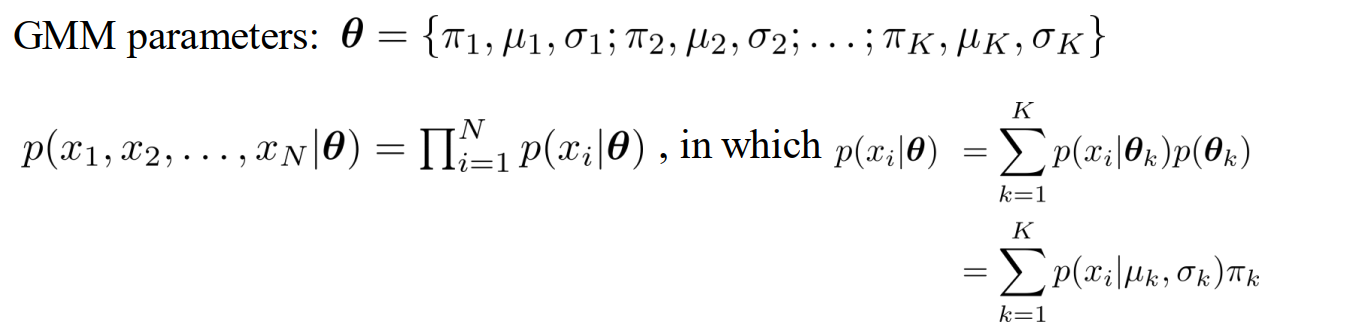 GMM parameters: θ = {π₁, μ₁, σ₁; π₂, μ₂, σ₂; . . . ; π_K, μ_K, σ_K}
p(x₁, x₂, . . . , x_N|θ) = ∏_{i=1}^{N} p(x_i|θ) , in which p(x_i|θ) = ∑_{k=1}^{K} p(x_i|θ_k)p(θ_k)
= ∑_{k=1}^{K} p(x_i|μ_k, σ_k)π_k